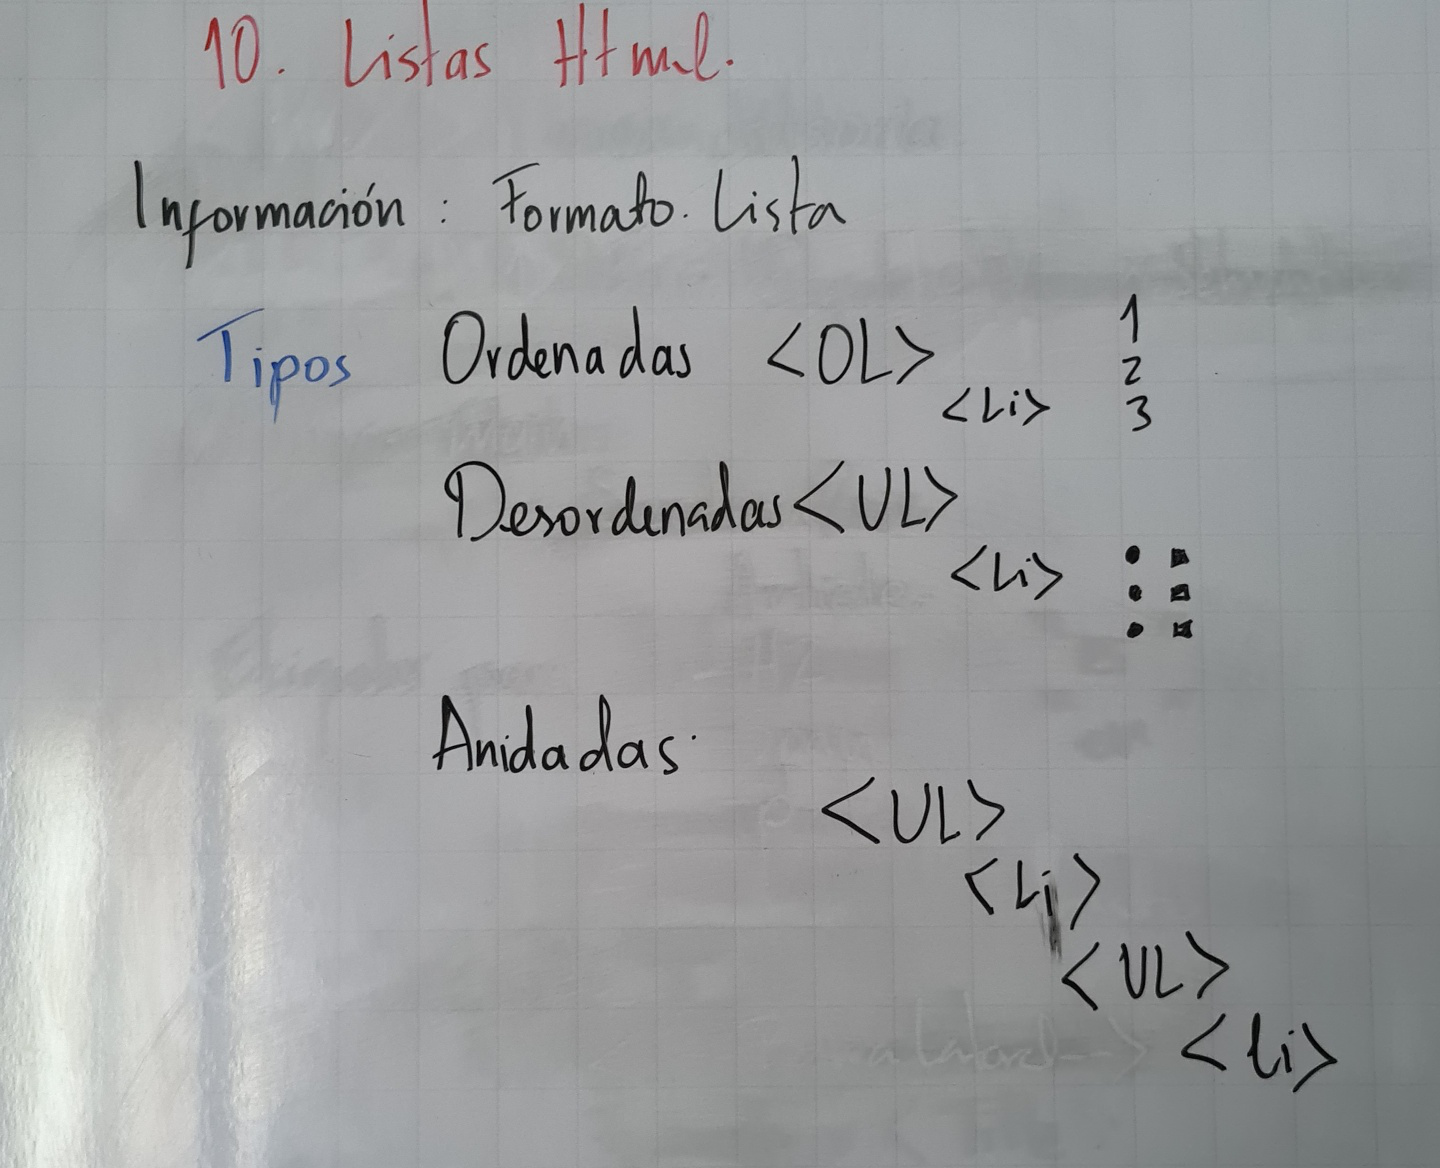 10. Listas Html.
Información : Formato. Lista
Tipos Ordenadas <OL> 1
2
<Li> 3
Desordenadas <UL>
<Li>
Anidadas.
<UL>
<Li>
<UL>
<li>